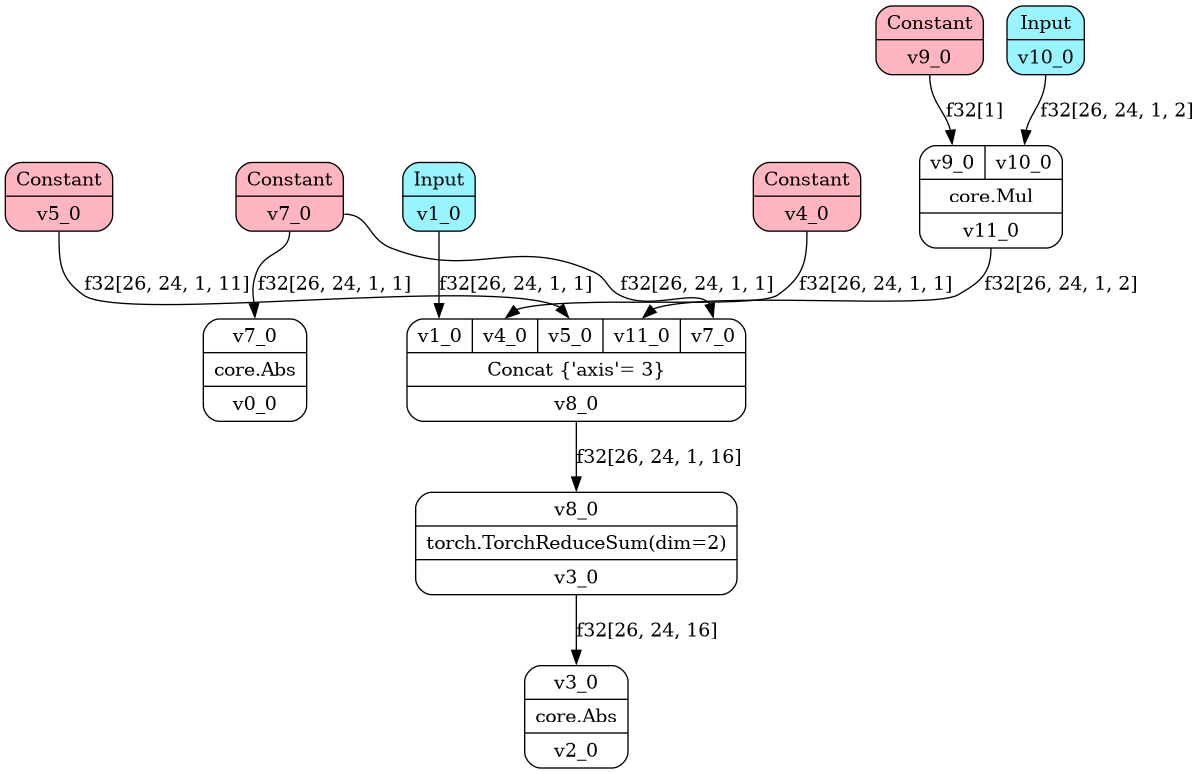 Constant
v9_0
Input
v10_0
f32[1]
f32[26, 24, 1, 2]
v9_0
v10_0
core.Mul
v11_0
Constant
v5_0
Constant
v7_0
Input
v1_0
Constant
v4_0
f32[26, 24, 1, 11]
f32[26, 24, 1, 1]
f32[26, 24, 1, 1]
f32[26, 24, 1, 1]
f32[26, 24, 1, 1]
f32[26, 24, 1, 2]
v7_0
core.Abs
v0_0
v1_0
v4_0
v5_0
v11_0
v7_0
Concat {'axis'= 3}
v8_0
f32[26, 24, 1, 16]
v8_0
torch.TorchReduceSum(dim=2)
v3_0
f32[26, 24, 16]
v3_0
core.Abs
v2_0